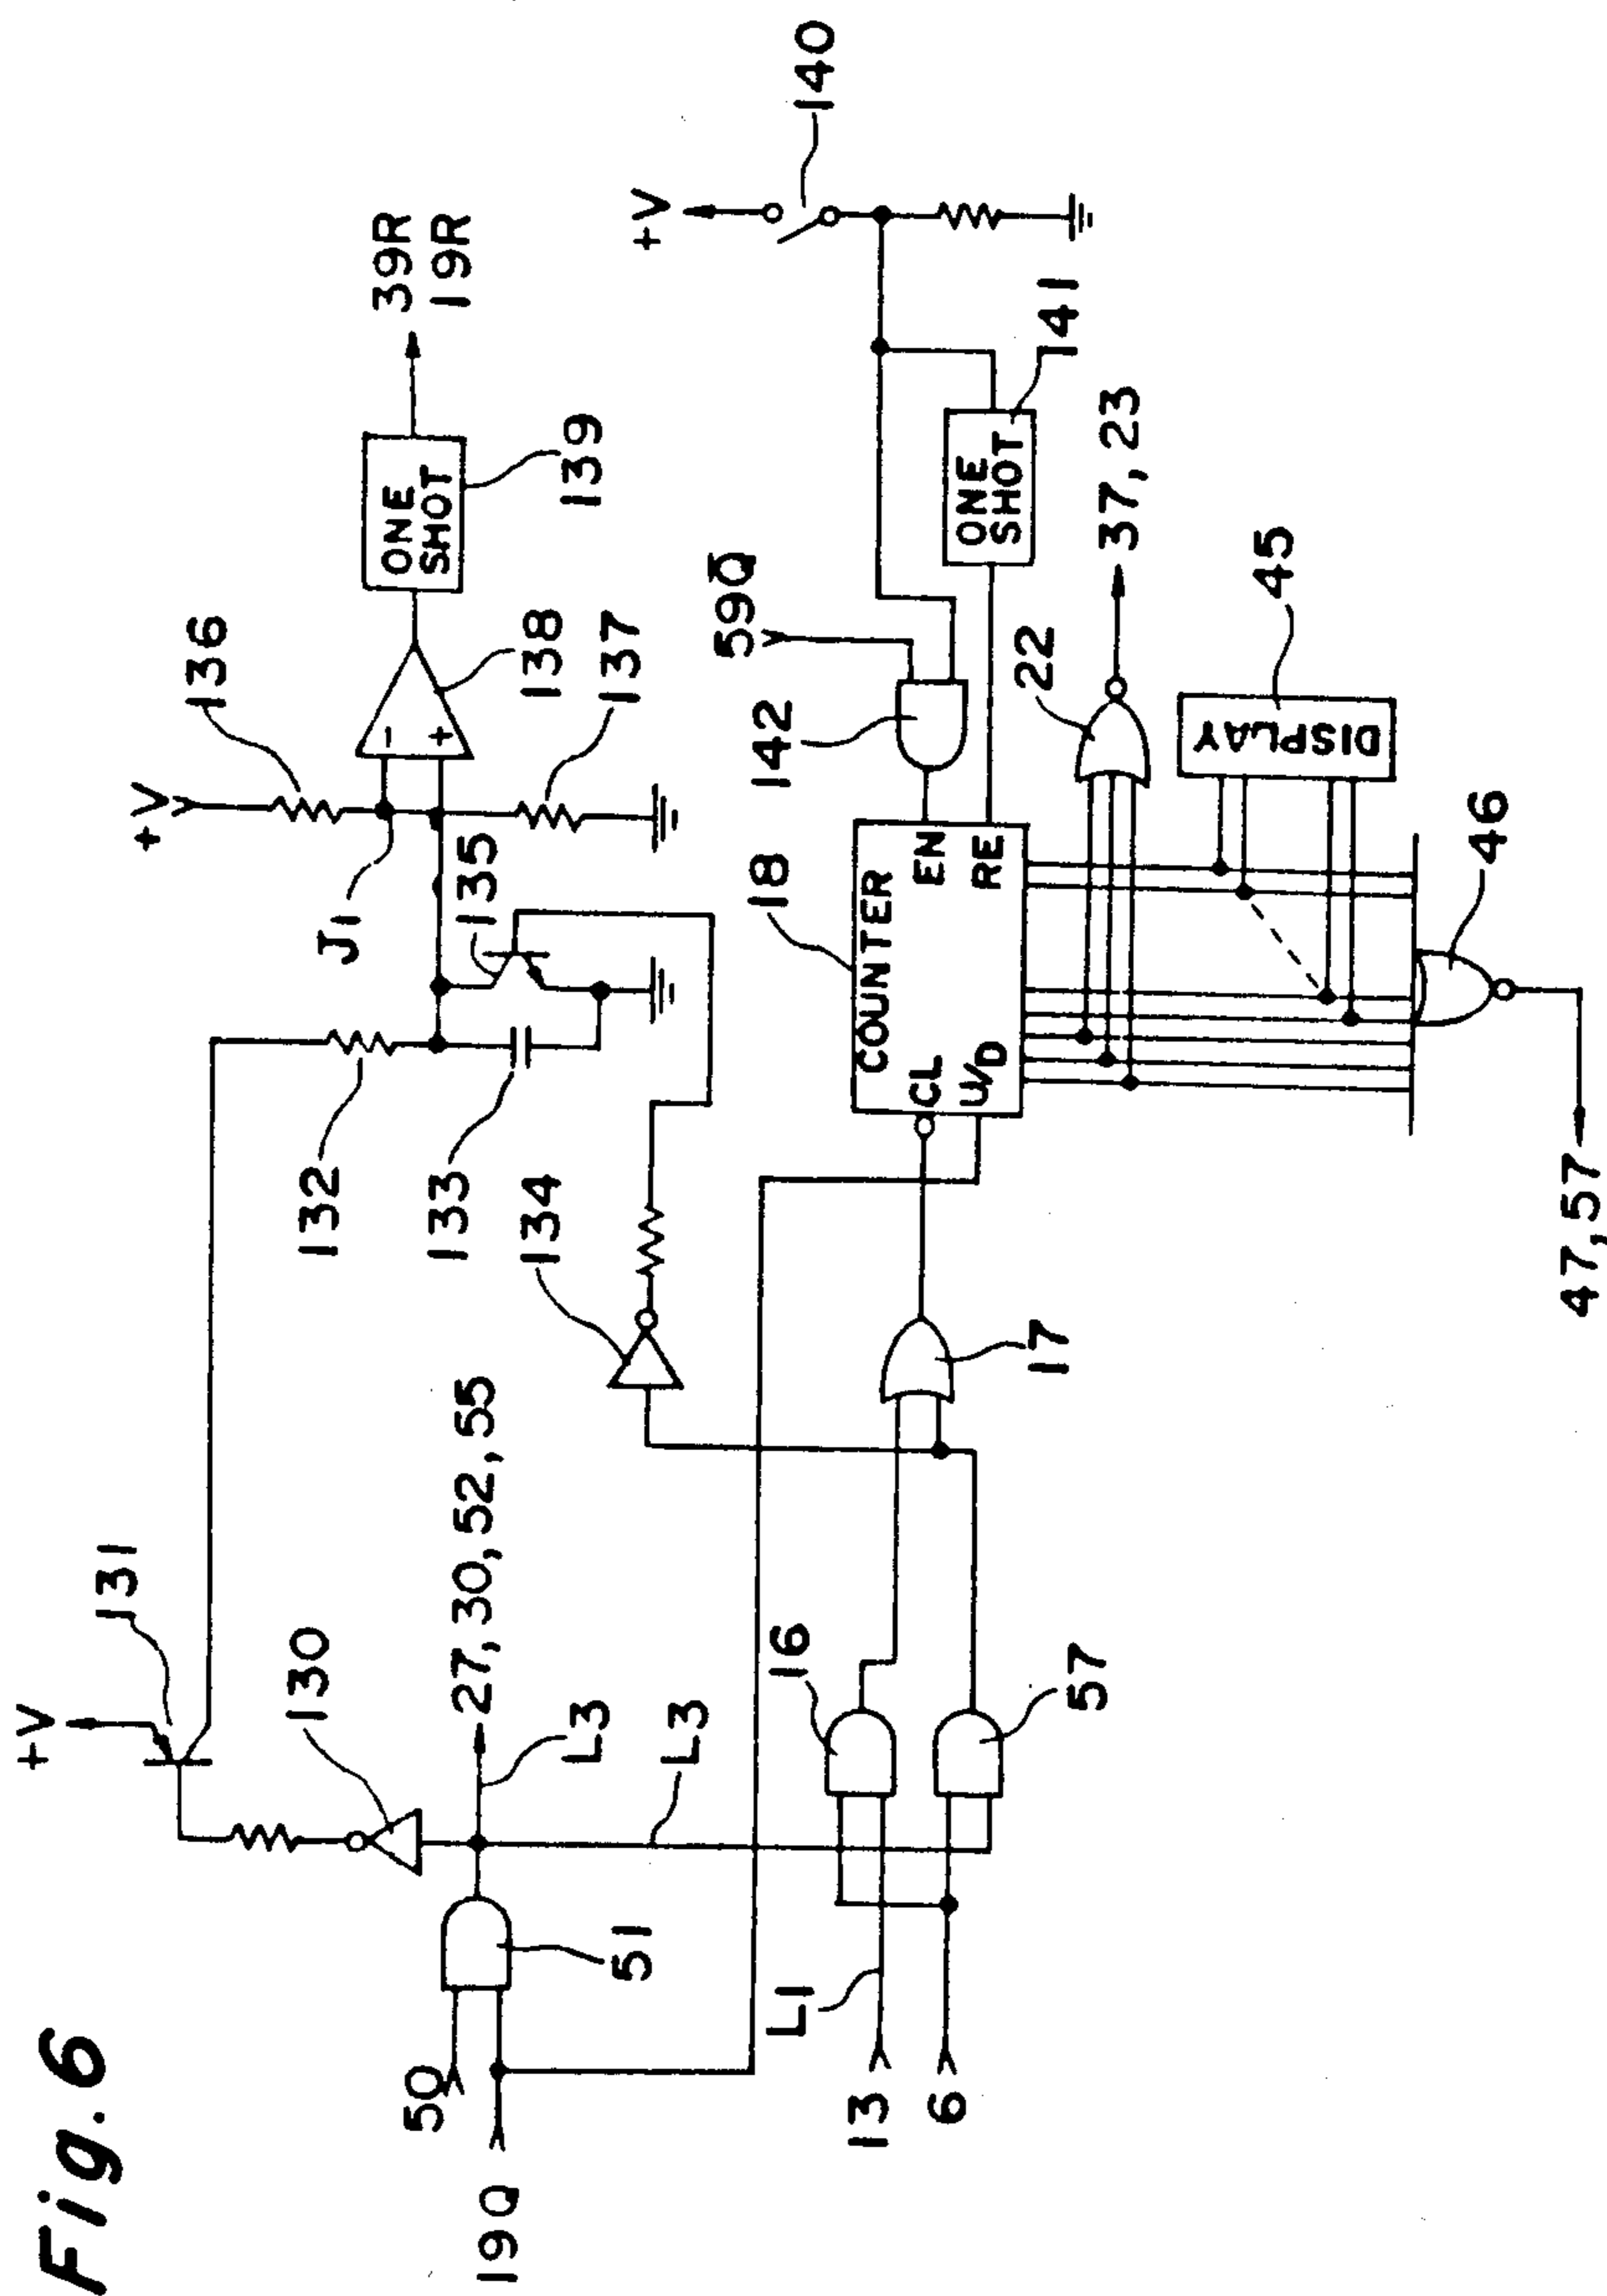 Fig. 6
+V
131
130
132
133
134
135
+V
136
J1
-
+
138
137
ONE
SHOT
139
39R
19R
50
19Q
51
L3
27, 30, 52, 55
L3
L1
13
6
16
57
17
18
COUNTER
CL
U/D
EN
RE
142
59Q̄
+V
140
ONE
SHOT
141
22
37, 23
DISPLAY
45
46
47, 57